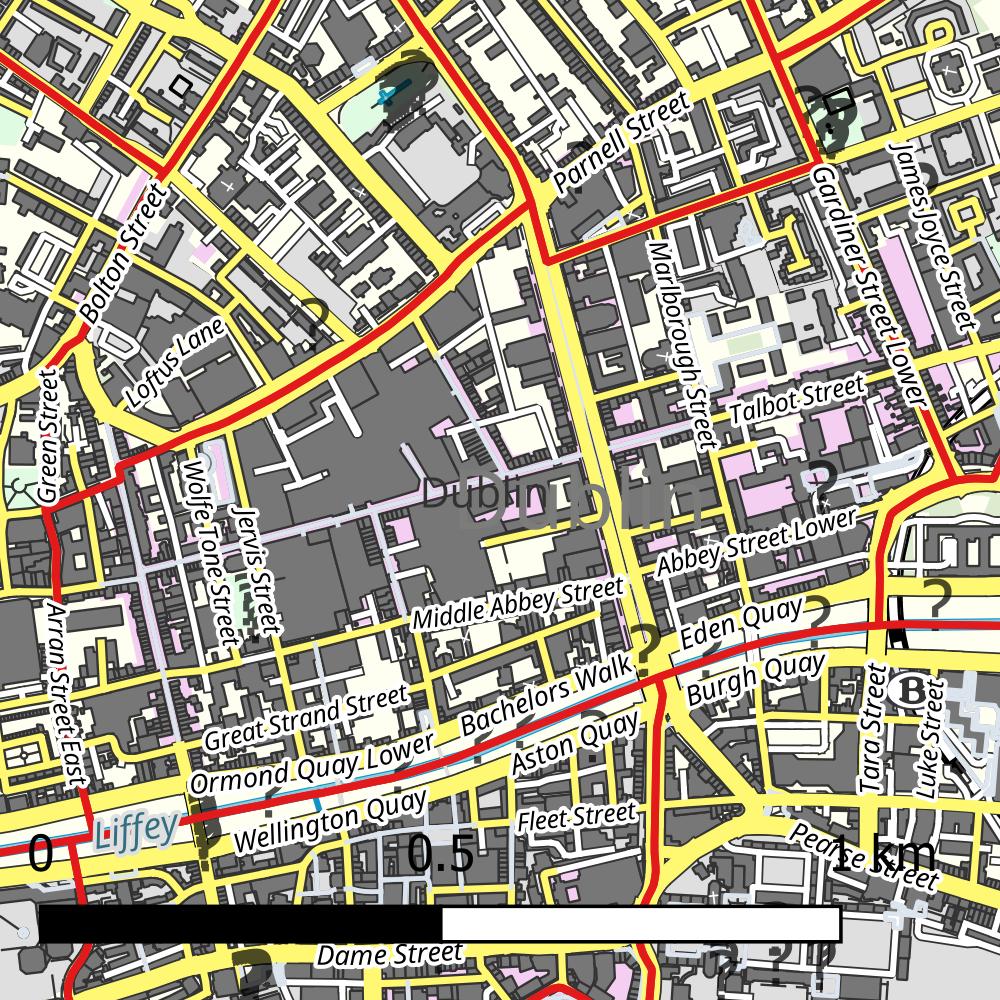 Parnell Street
James Joyce Street
Bolton Street
Gardiner Street Lower
Marlborough Street
Loftus Lane
Green Street
Talbot Street
Dublin
Dublin
Wolfe Tone Street
Jervis Street
Abbey Street Lower
Middle Abbey Street
Eden Quay
Arran Street East
Bachelors Walk
Burgh Quay
B
Great Strand Street
Tara Street
Luke Street
Aston Quay
Ormond Quay Lower
Liffey
Wellington Quay
Fleet Street
Pearse Street
0 0.5 1 km
Dame Street